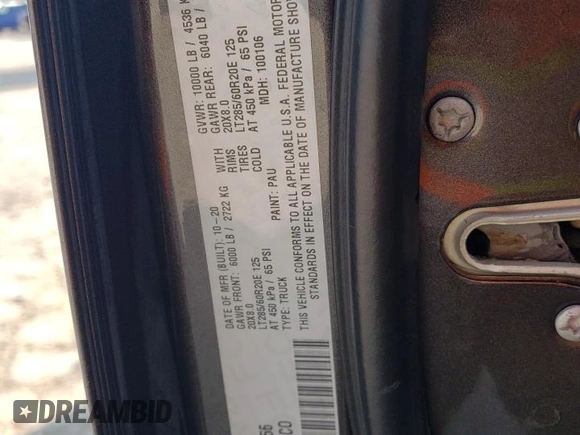 DATE OF MFR (BUILT): 10-20 GVWR: 10000 LB / 4536 K
GAWR FRONT: 6000 LB / 2722 KG WITH GAWR REAR: 6040 LB /
20X8.0 RIMS 20X8.0
LT285/60R20E 125 TIRES LT285/60R20E 125
AT 450 kPa / 65 PSI COLD AT 450 kPa / 65 PSI
TYPE: TRUCK PAINT: PAU MDH: 100106
THIS VEHICLE CONFORMS TO ALL APPLICABLE U.S.A. FEDERAL MOTOR
STANDARDS IN EFFECT ON THE DATE OF MANUFACTURE SHOW
56
CO
DREAMBID